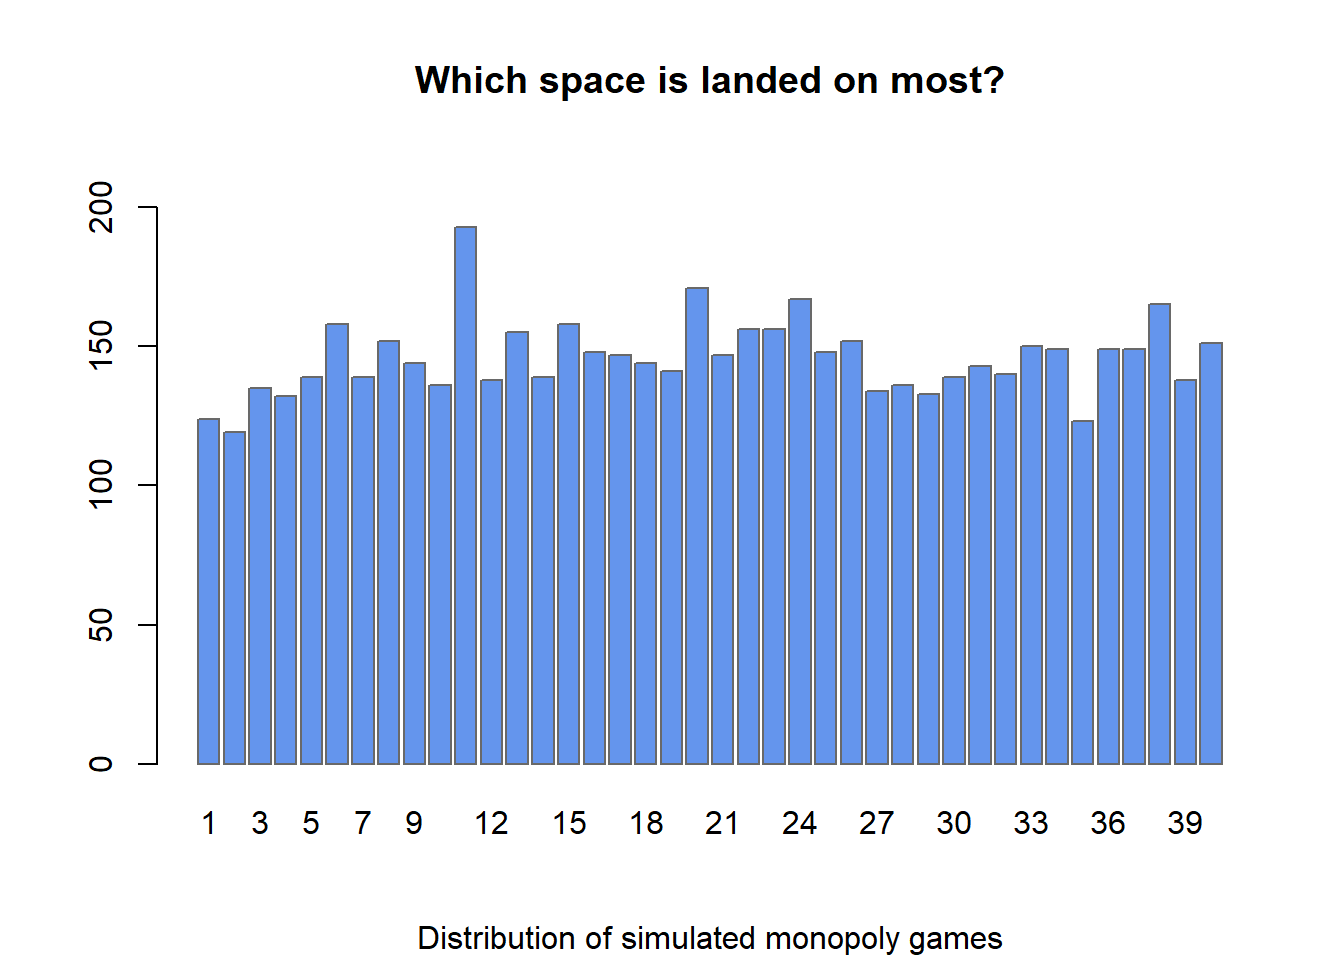 Which space is landed on most?
200
150
100
50
0
1 3 5 7 9 12 15 18 21 24 27 30 33 36 39
Distribution of simulated monopoly games